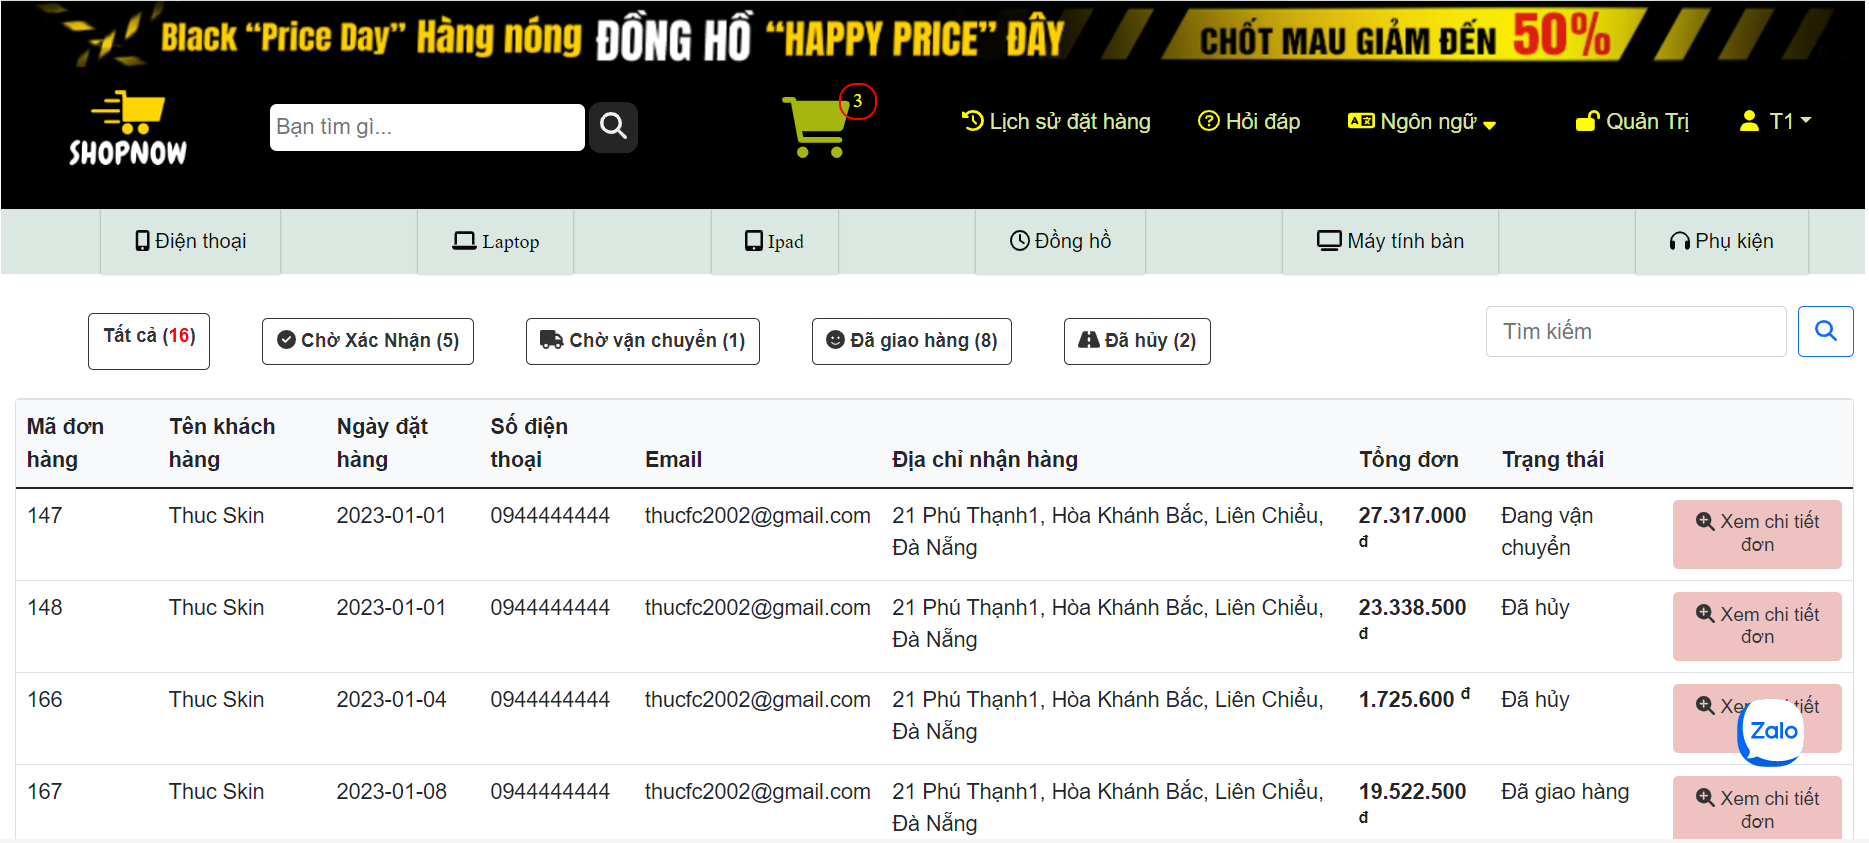 Black “Price Day” Hàng nóng ĐỒNG HỒ “HAPPY PRICE” ĐÂY CHỐT MAU GIẢM ĐẾN 50%
SHOPNOW
Bạn tìm gì...
3
Lịch sử đặt hàng
Hỏi đáp
Ngôn ngữ
Quản Trị
T1
Điện thoại
Laptop
Ipad
Đồng hồ
Máy tính bàn
Phụ kiện
Tất cả (16)
Chờ Xác Nhận (5)
Chờ vận chuyển (1)
Đã giao hàng (8)
Đã hủy (2)
Tìm kiếm
Mã đơn
hàng
Tên khách
hàng
Ngày đặt
hàng
Số điện
thoại
Email
Địa chỉ nhận hàng
Tổng đơn
Trạng thái
147
Thuc Skin
2023-01-01
0944444444
thucfc2002@gmail.com
21 Phú Thạnh1, Hòa Khánh Bắc, Liên Chiểu,
Đà Nẵng
27.317.000
đ
Đang vận
chuyển
Xem chi tiết
đơn
148
Thuc Skin
2023-01-01
0944444444
thucfc2002@gmail.com
21 Phú Thạnh1, Hòa Khánh Bắc, Liên Chiểu,
Đà Nẵng
23.338.500
đ
Đã hủy
Xem chi tiết
đơn
166
Thuc Skin
2023-01-04
0944444444
thucfc2002@gmail.com
21 Phú Thạnh1, Hòa Khánh Bắc, Liên Chiểu,
Đà Nẵng
1.725.600 đ
Đã hủy
Zalo
167
Thuc Skin
2023-01-08
0944444444
thucfc2002@gmail.com
21 Phú Thạnh1, Hòa Khánh Bắc, Liên Chiểu,
Đà Nẵng
19.522.500
đ
Đã giao hàng
Xem chi tiết
đơn